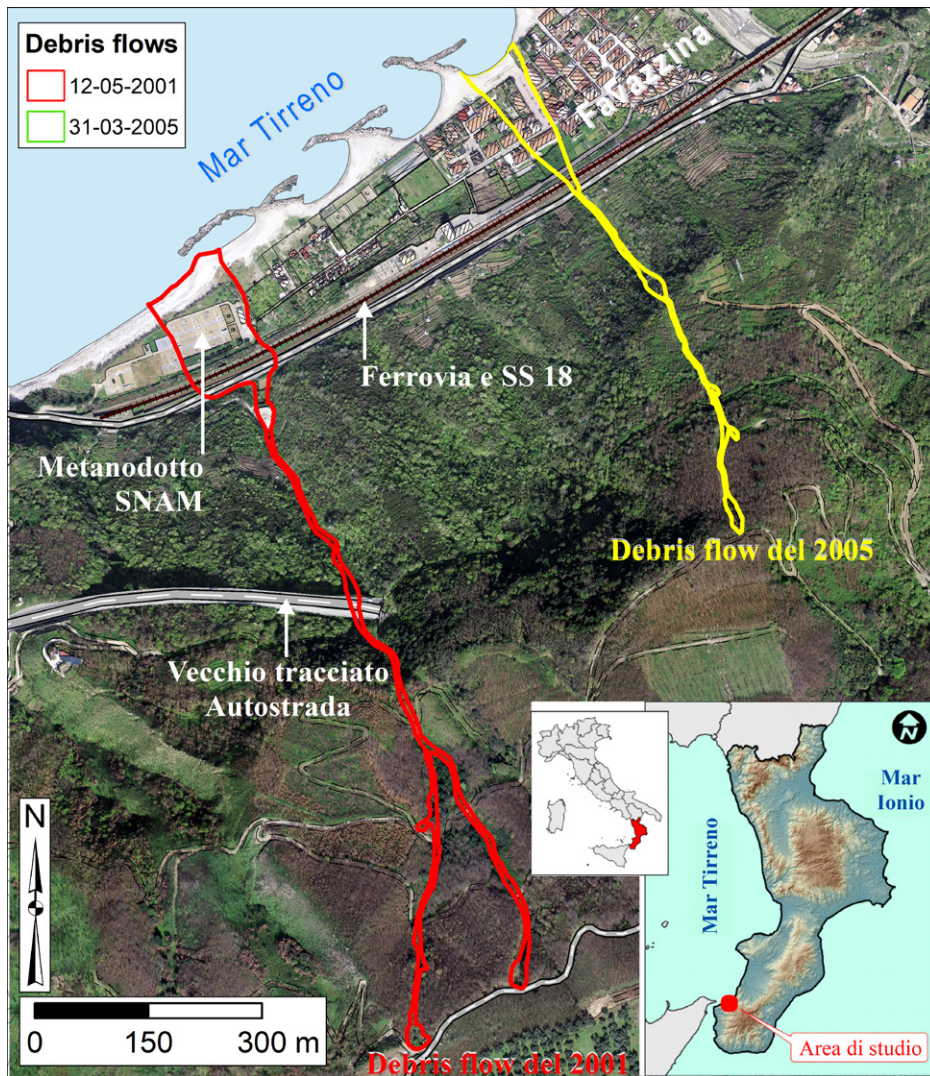 Debris flows
12-05-2001
31-03-2005
Mar Tirreno
Favazzina
Ferrovia e SS 18
Metanodotto
SNAM
Debris flow del 2005
Vecchio tracciato
Autostrada
N
0 150 300 m
Debris flow del 2001
N
Mar
Ionio
Mar Tirreno
Area di studio